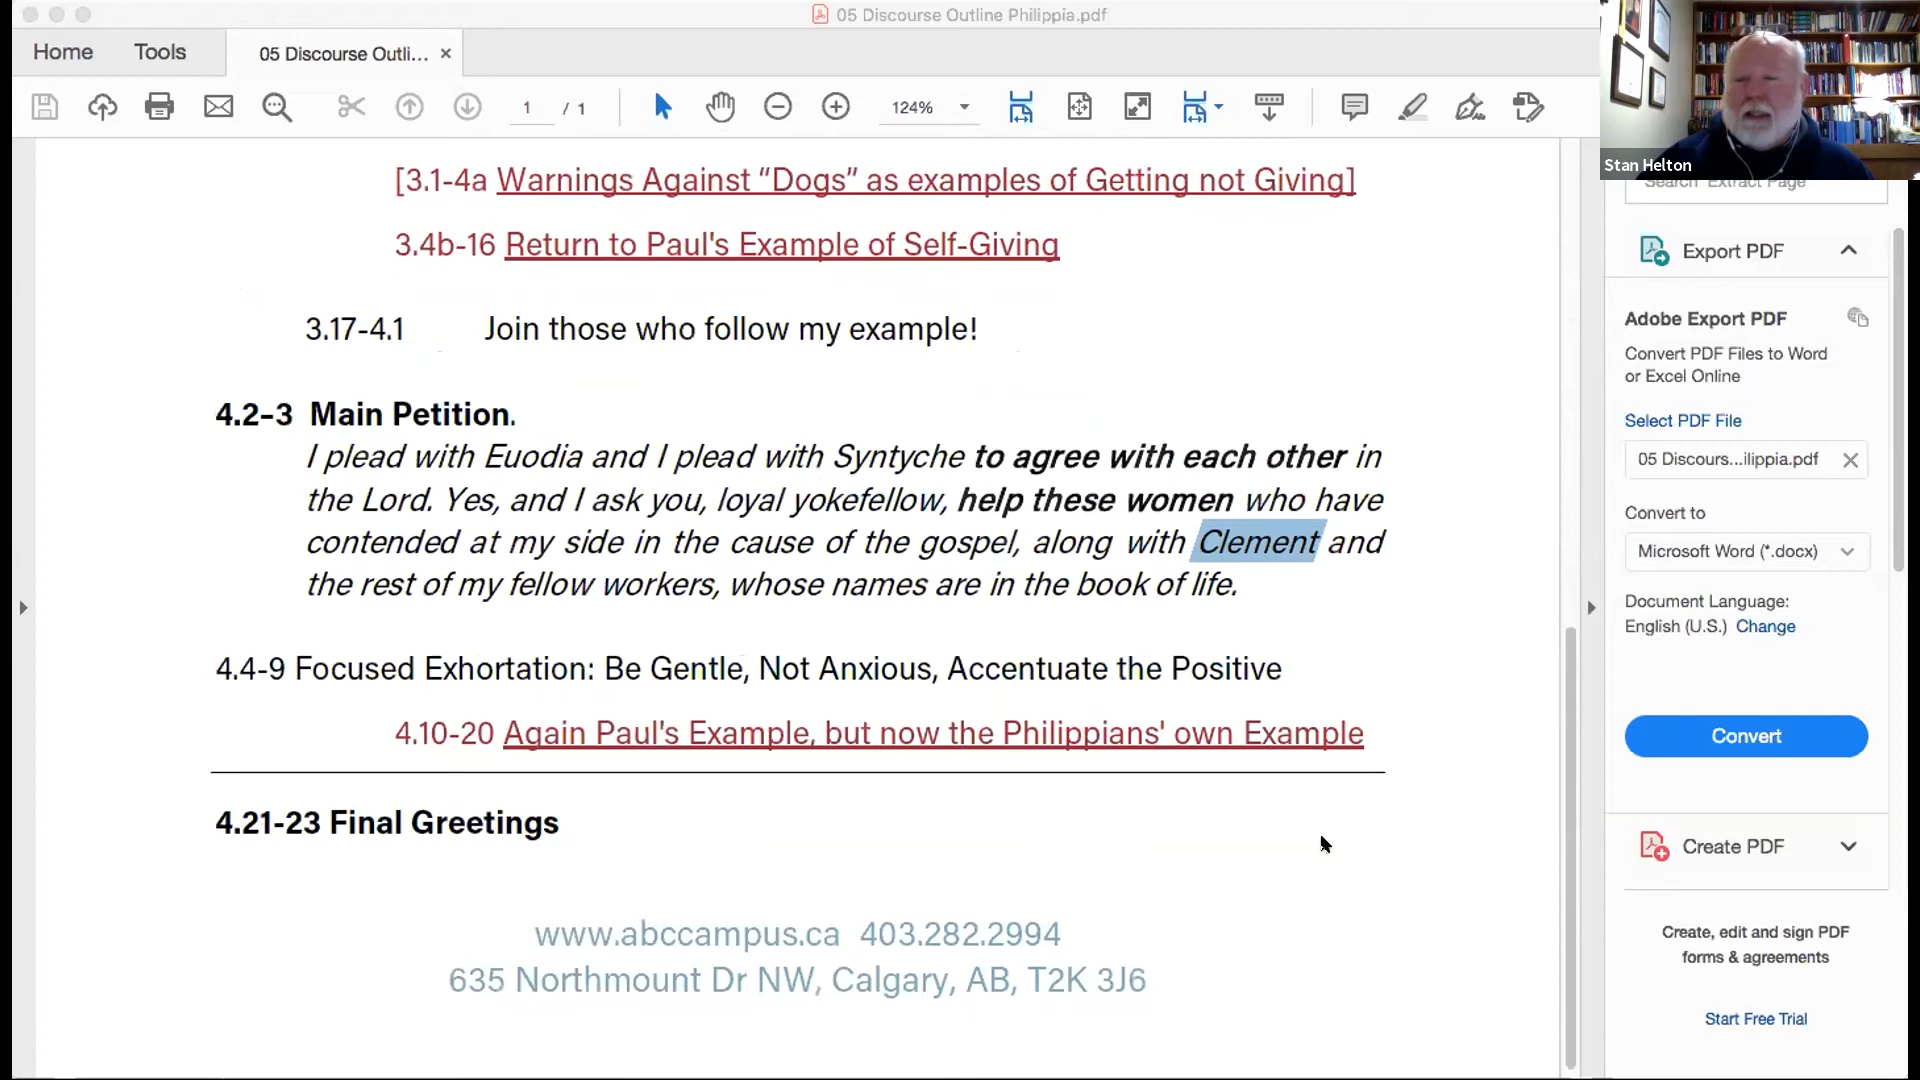 05 Discourse Outline Philippia.pdf
Home
Tools
05 Discourse Outli...
1 / 1
124%
Stan Helton
[3.1-4a Warnings Against “Dogs” as examples of Getting not Giving]
3.4b-16 Return to Paul's Example of Self-Giving
3.17-4.1 Join those who follow my example!
4.2–3 Main Petition.
I plead with Euodia and I plead with Syntyche to agree with each other in
the Lord. Yes, and I ask you, loyal yokefellow, help these women who have
contended at my side in the cause of the gospel, along with Clement and
the rest of my fellow workers, whose names are in the book of life.
4.4-9 Focused Exhortation: Be Gentle, Not Anxious, Accentuate the Positive
4.10-20 Again Paul's Example, but now the Philippians' own Example
4.21-23 Final Greetings
www.abccampus.ca 403.282.2994
635 Northmount Dr NW, Calgary, AB, T2K 3J6
Search 'Extract Page'
Export PDF
Adobe Export PDF
Convert PDF Files to Word
or Excel Online
Select PDF File
05 Discours...ilippia.pdf
Convert to
Microsoft Word (*.docx)
Document Language:
English (U.S.) Change
Convert
Create PDF
Create, edit and sign PDF
forms & agreements
Start Free Trial